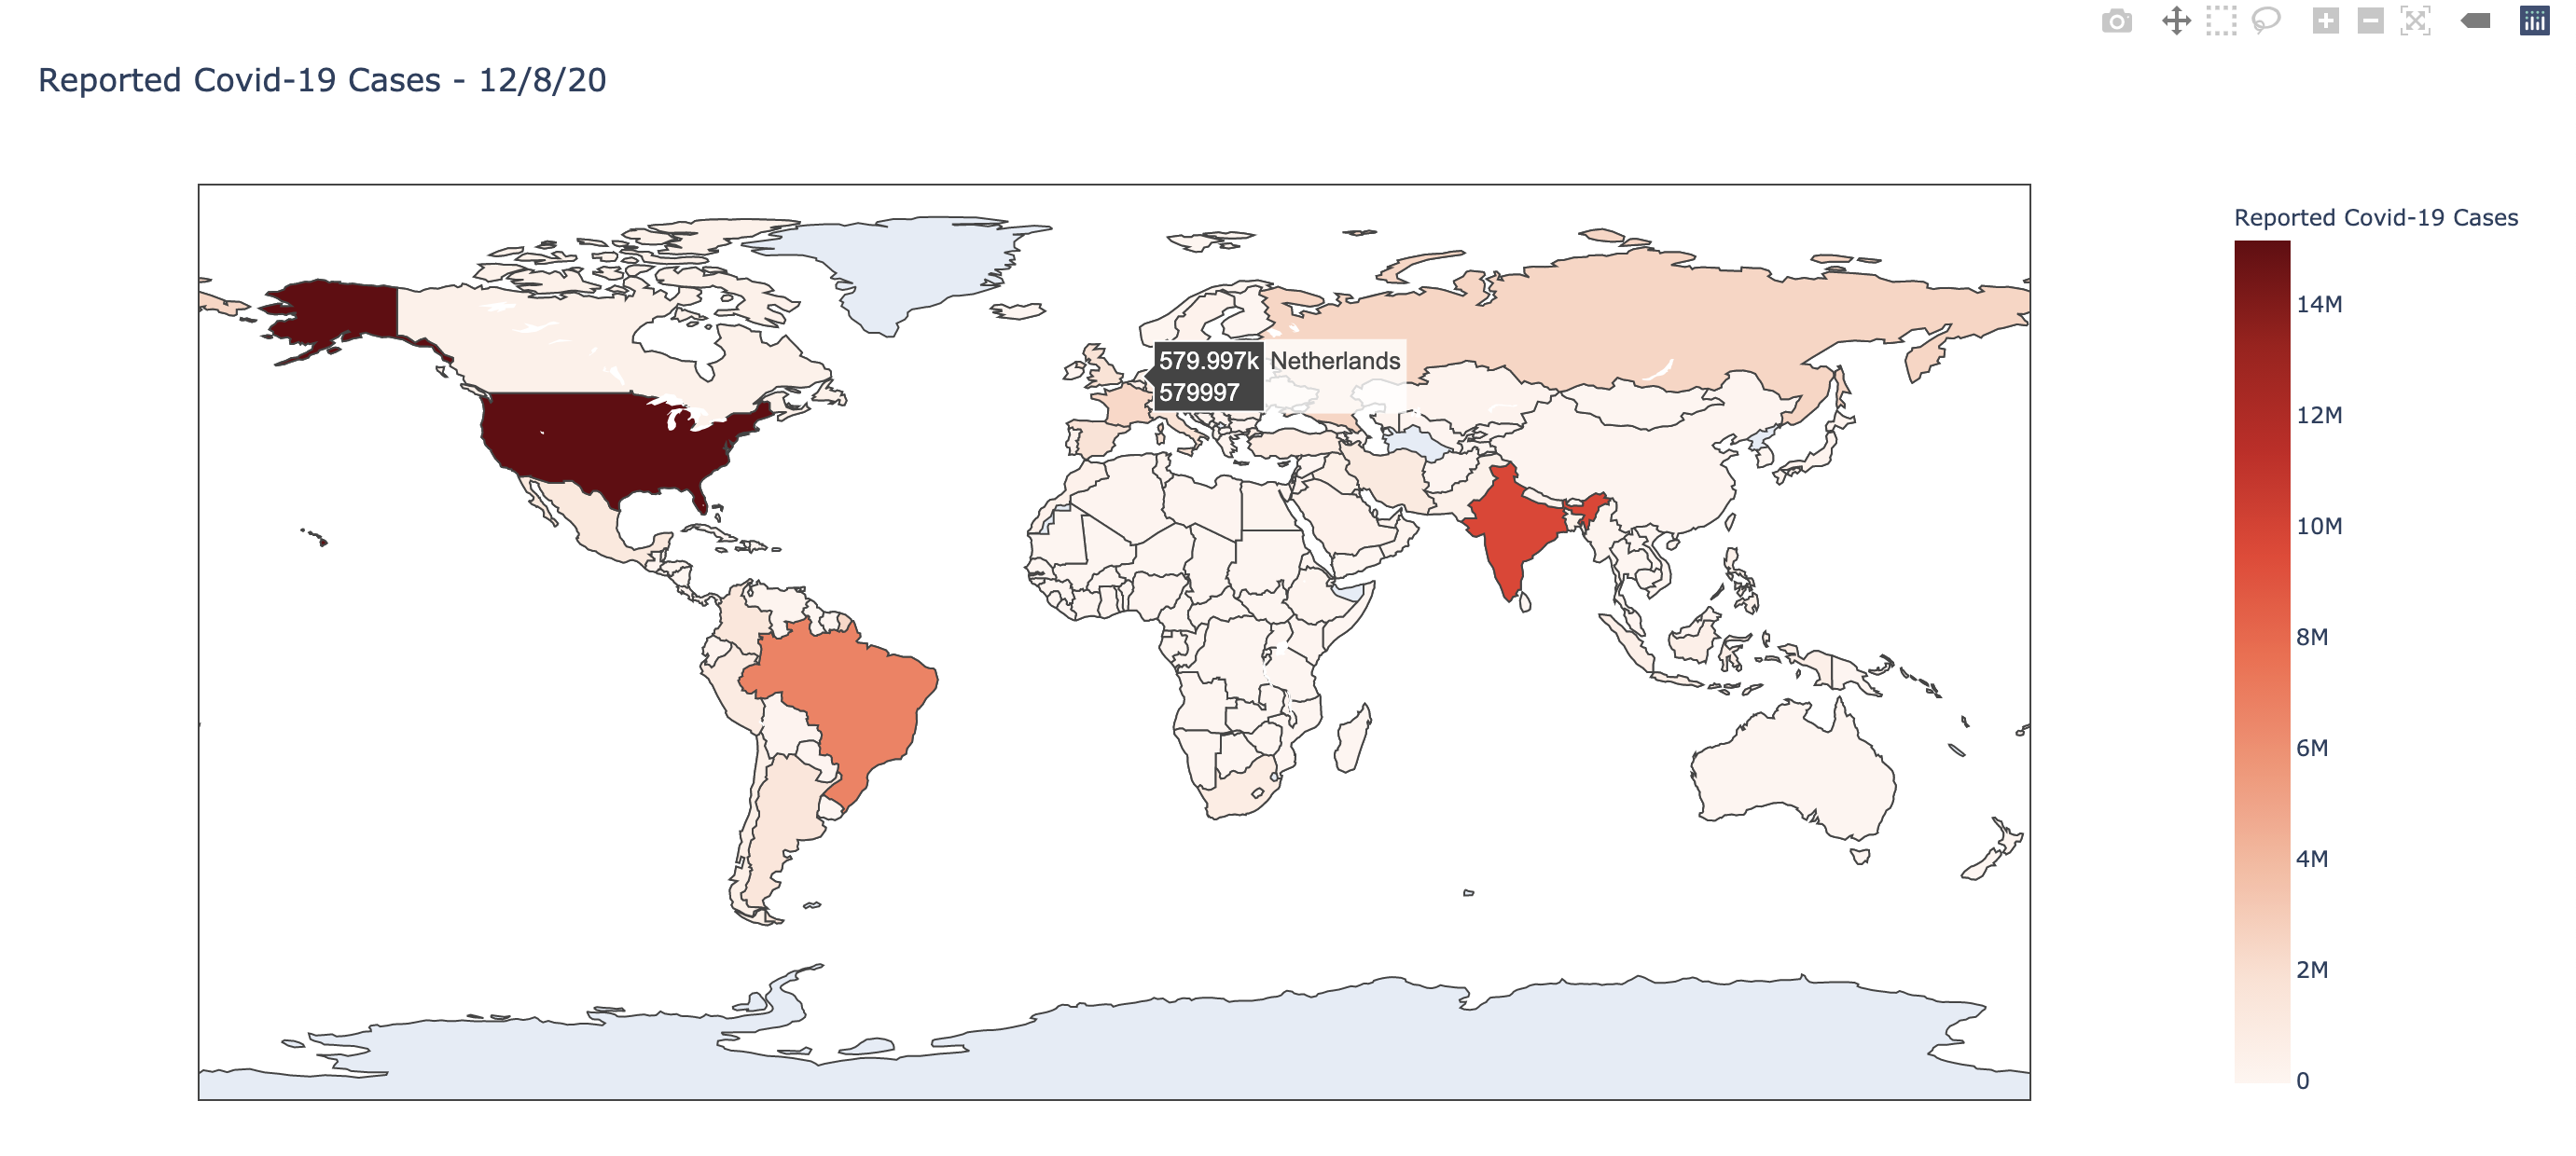 Reported Covid-19 Cases - 12/8/20
Reported Covid-19 Cases
579.997k Netherlands
579997
14M
12M
10M
8M
6M
4M
2M
0